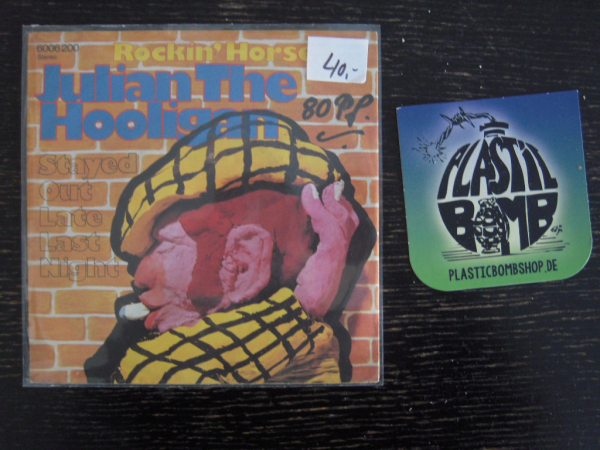 6006 200
Stereo
Rockin' Horse
Julian The
Hooligan
Stayed
Out
Late
Last
Night
40,-
80 P.P.
PLASTIC
BOMB
PLASTICBOMBSHOP.DE